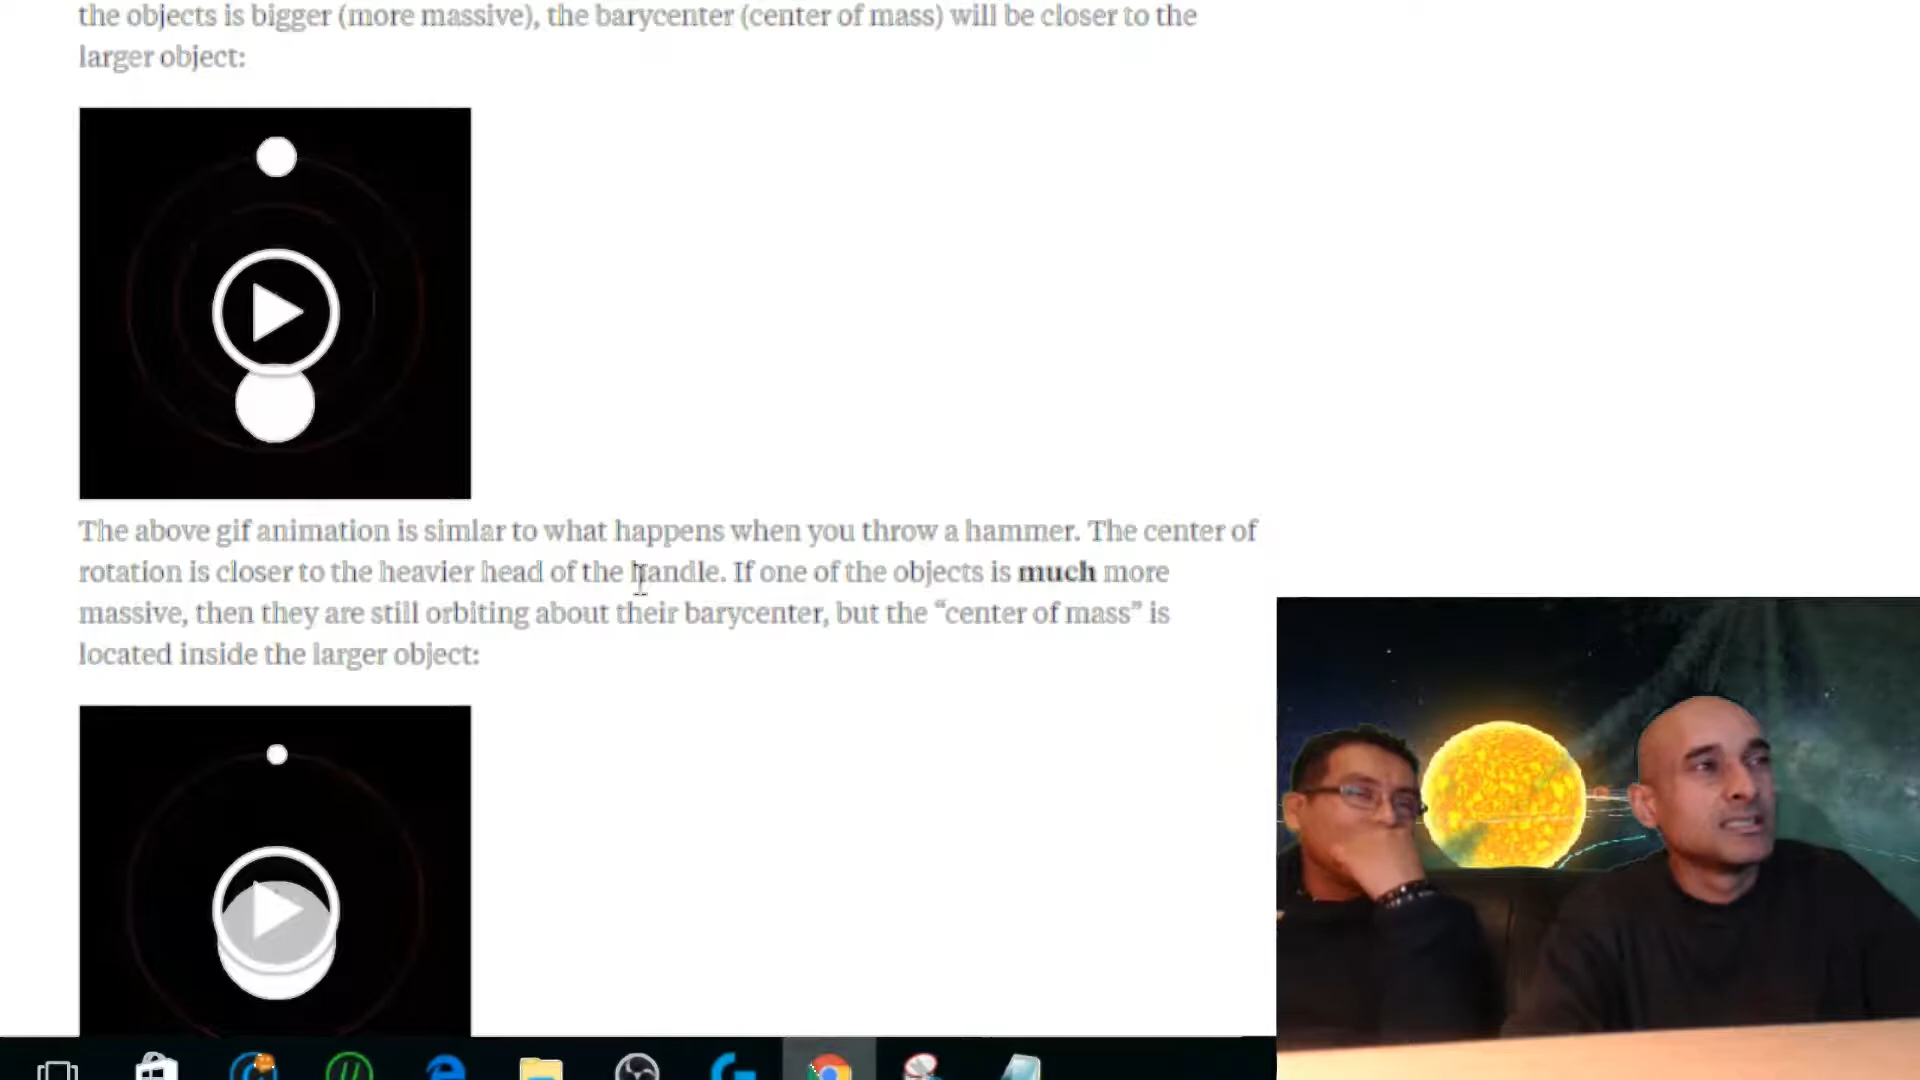 the objects is bigger (more massive), the barycenter (center of mass) will be closer to the
larger object:
The above gif animation is simlar to what happens when you throw a hammer. The center of
rotation is closer to the heavier head of the handle. If one of the objects is much more
massive, then they are still orbiting about their barycenter, but the “center of mass” is
located inside the larger object: